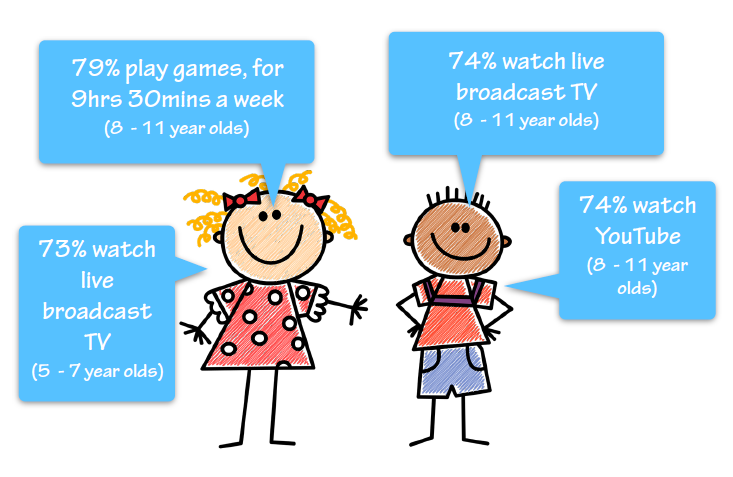 79% play games, for
9hrs 30mins a week
(8 - 11 year olds)
74% watch live
broadcast TV
(8 - 11 year olds)
73% watch
live
broadcast
TV
(5 - 7 year olds)
74% watch
YouTube
(8 - 11 year
olds)